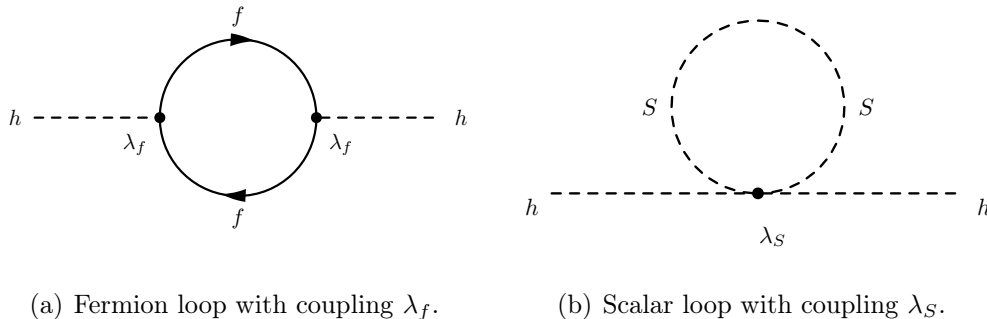 f
h
λ_f
λ_f
h
f
S
S
h
λ_S
h
(a) Fermion loop with coupling λ_f.
(b) Scalar loop with coupling λ_S.